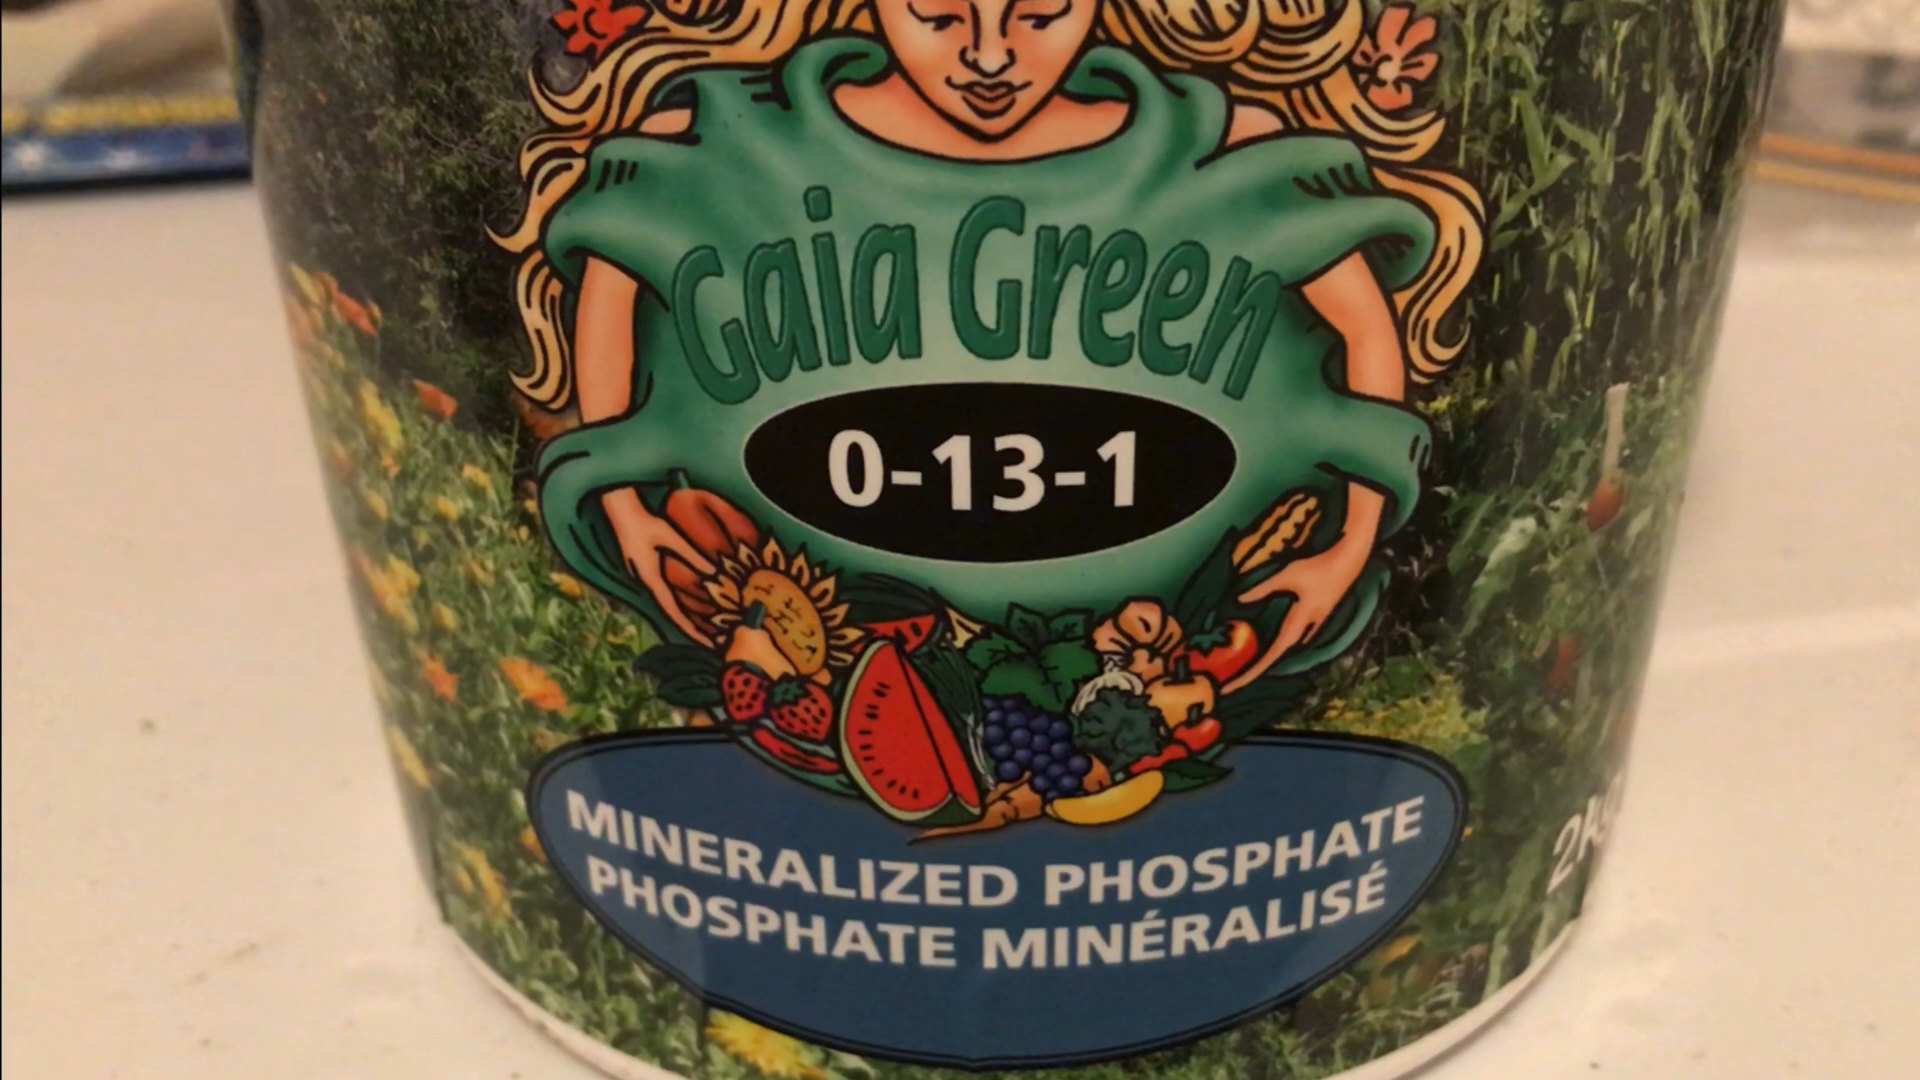 Gaia Green
0-13-1
MINERALIZED PHOSPHATE
PHOSPHATE MINÉRALISÉ